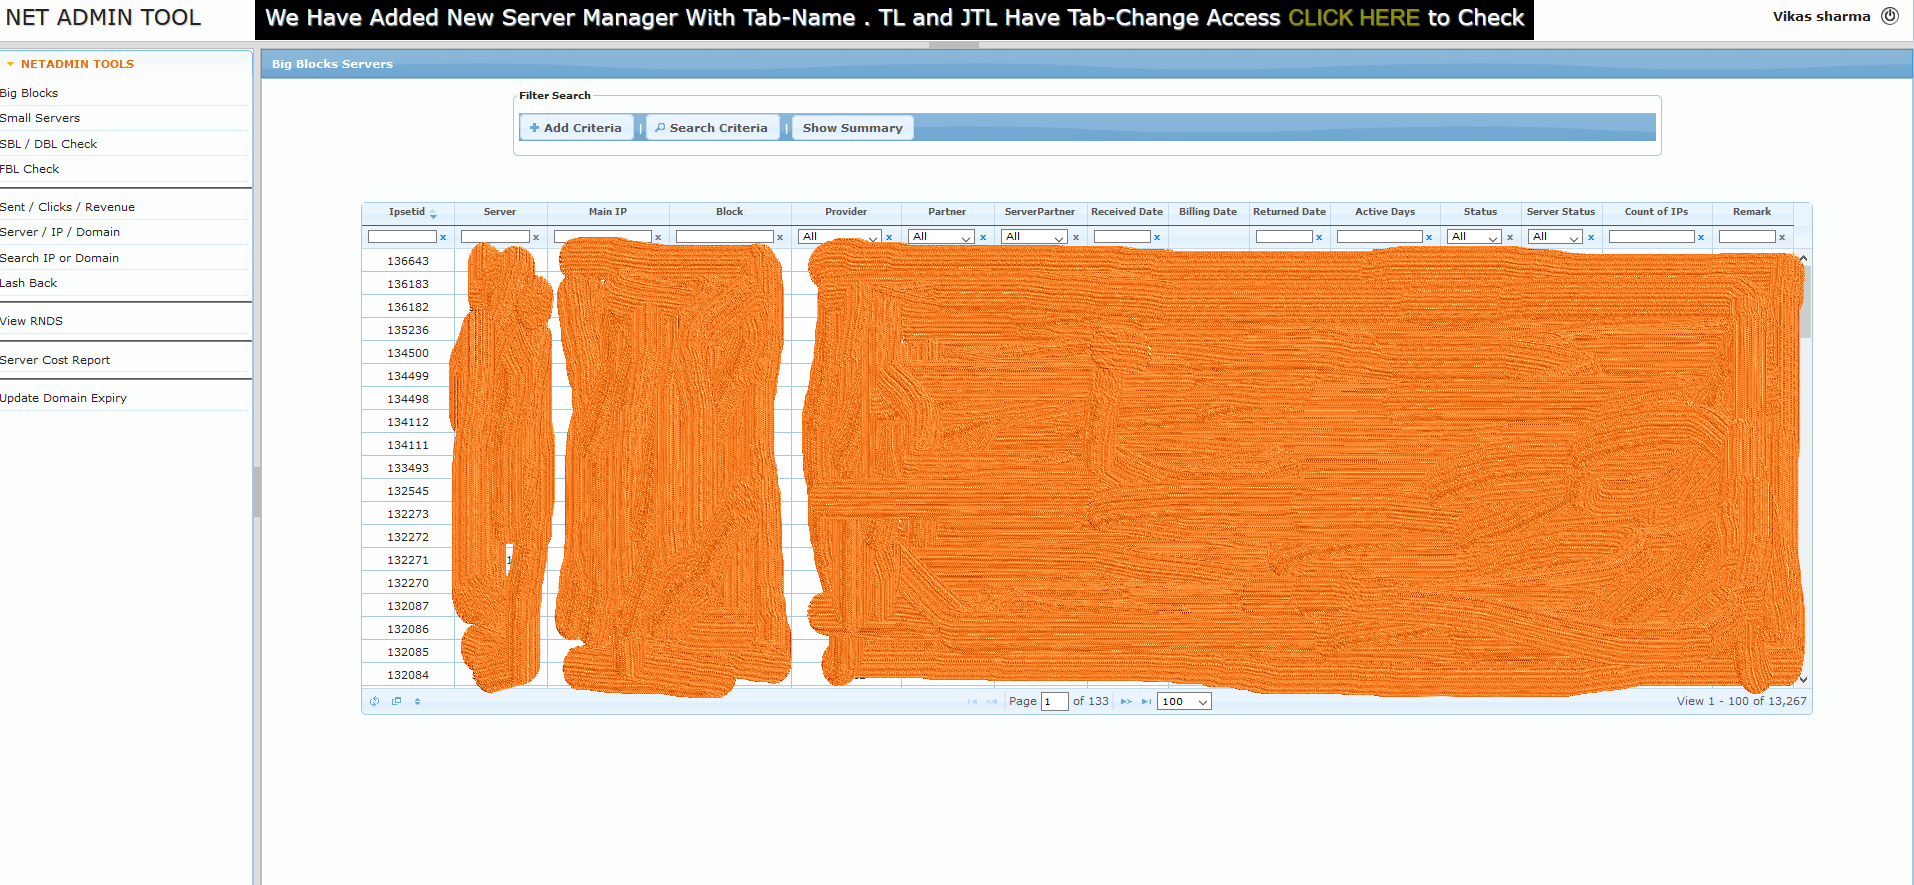 NET ADMIN TOOL
We Have Added New Server Manager With Tab-Name . TL and JTL Have Tab-Change Access CLICK HERE to Check
Vikas sharma
NETADMIN TOOLS
Big Blocks
Small Servers
SBL / DBL Check
FBL Check
Sent / Clicks / Revenue
Server / IP / Domain
Search IP or Domain
Lash Back
View RNDS
Server Cost Report
Update Domain Expiry
Big Blocks Servers
Filter Search
Add Criteria | Search Criteria | Show Summary
Ipsetid Server Main IP Block Provider Partner ServerPartner Received Date Billing Date Returned Date Active Days Status Server Status Count of IPs Remark
x x x x All x All x All x x x x All x All x x x
136643
136183
136182
135236
134500
134499
134498
134112
134111
133493
132545
132273
132272
132271 1
132270
132087
132086
132085
132084
Page 1 of 133 100 View 1 - 100 of 13,267